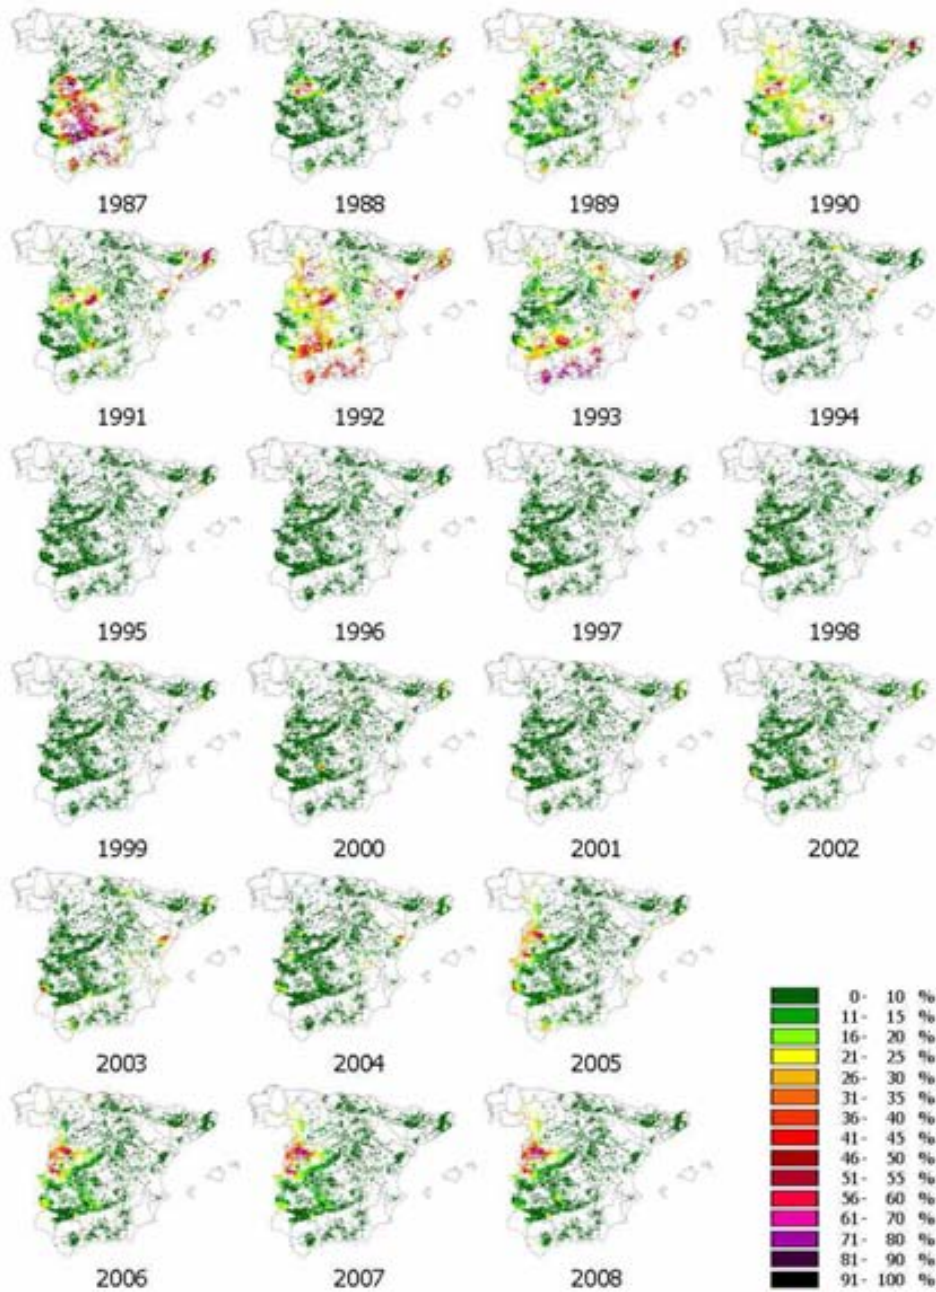 1987 1988 1989 1990
1991 1992 1993 1994
1995 1996 1997 1998
1999 2000 2001 2002
2003 2004 2005
0- 10 %
11- 15 %
16- 20 %
21- 25 %
26- 30 %
31- 35 %
36- 40 %
41- 45 %
46- 50 %
51- 55 %
56- 60 %
61- 70 %
71- 80 %
81- 90 %
91- 100 %
2006 2007 2008